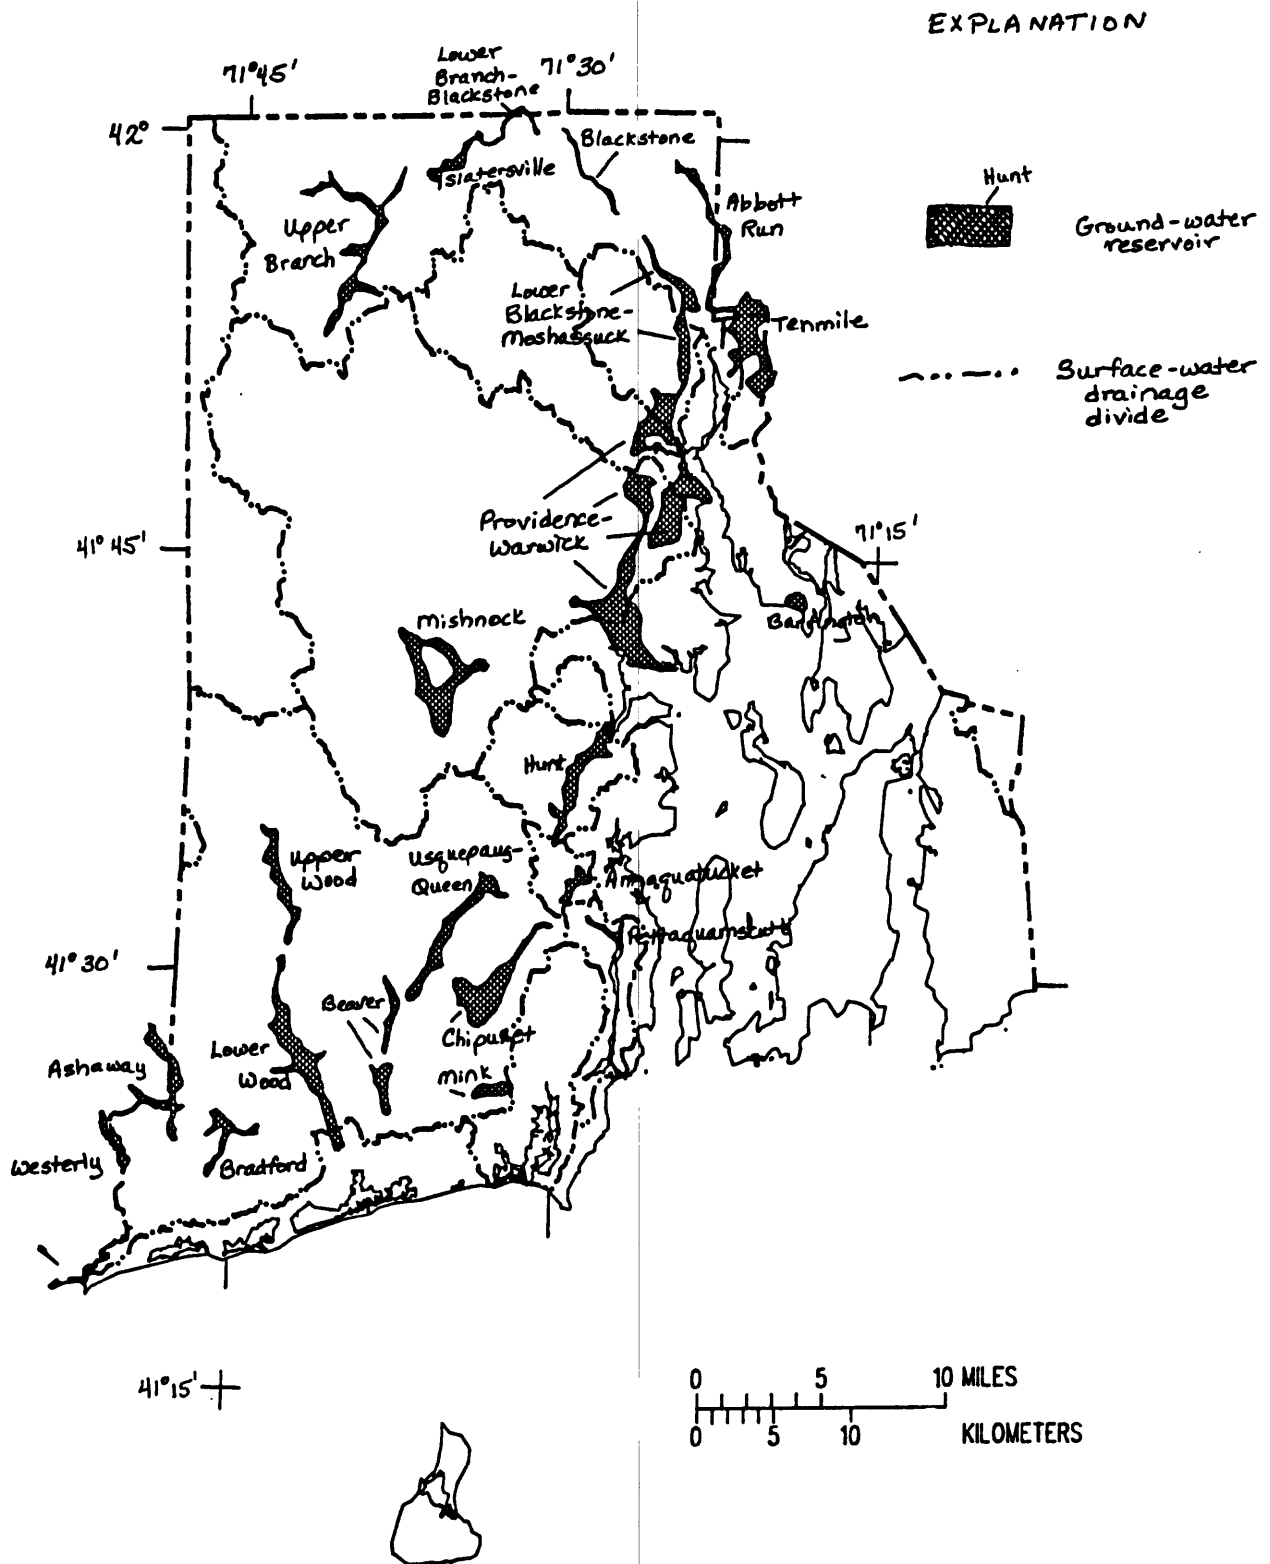 EXPLANATION
Lower
Branch-
Blackstone
71°45'
71°30'
42°
Blackstone
Slatersville
Hunt
Ground-water
reservoir
Abbott
Run
Upper
Branch
Lower
Blackstone-
Moshassuck
Tenmile
Surface-water
drainage
divide
Providence-
Warwick
41°45'
71°15'
Mishnock
Barrington
Hunt
Upper
Wood
Usquepaug-
Queen
Annaquatucket
Pettaquamscutt
41°30'
Beaver
Chipuxet
Ashaway
Lower
Wood
Mink
Westerly
Bradford
41°15'
0 5 10 MILES
0 5 10 KILOMETERS